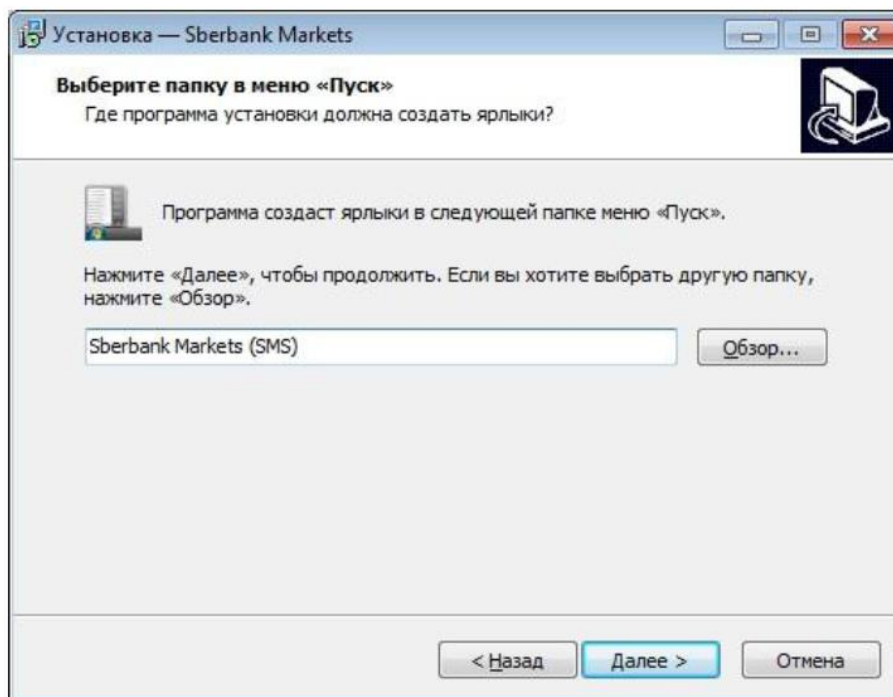 Установка — Sberbank Markets
Выберите папку в меню «Пуск»
Где программа установки должна создать ярлыки?
Программа создаст ярлыки в следующей папке меню «Пуск».
Нажмите «Далее», чтобы продолжить. Если вы хотите выбрать другую папку,
нажмите «Обзор».
Sberbank Markets (SMS)
Обзор...
< Назад
Далее >
Отмена